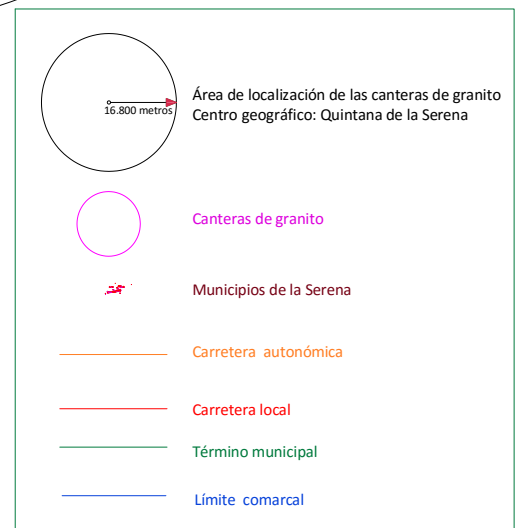 16.800 metros
Área de localización de las canteras de granito
Centro geográfico: Quintana de la Serena
Canteras de granito
Municipios de la Serena
Carretera autonómica
Carretera local
Término municipal
Límite comarcal